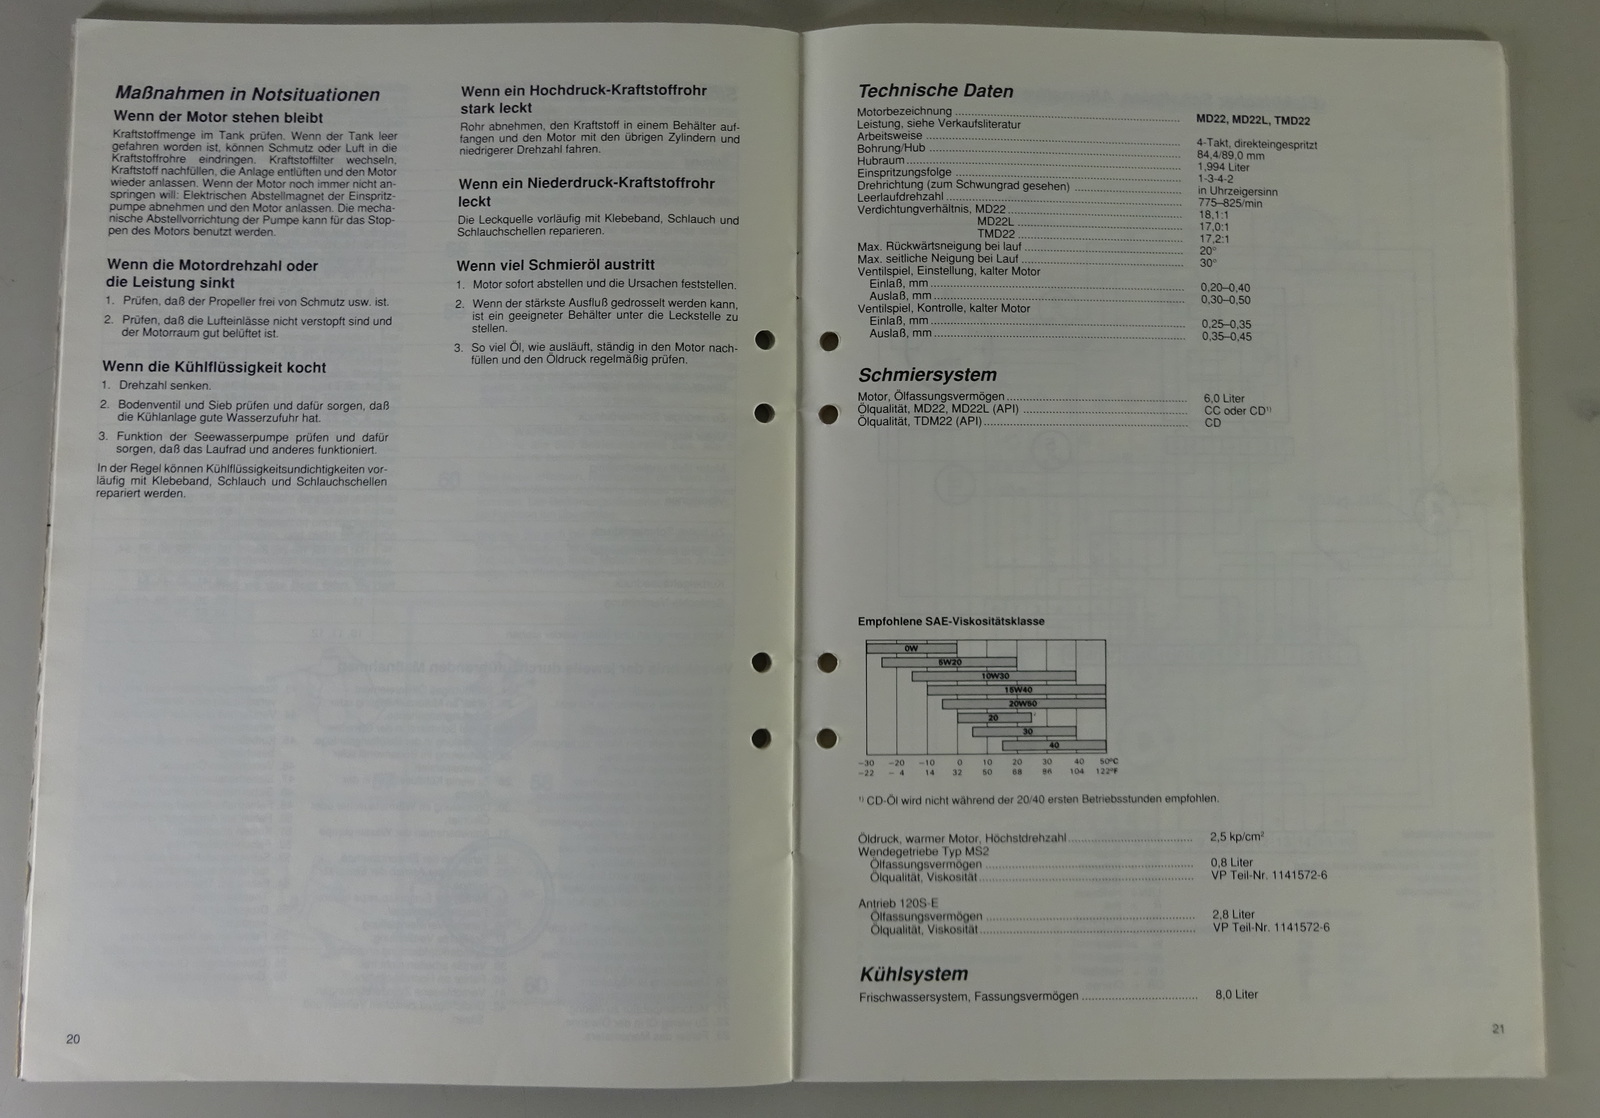 Maßnahmen in Notsituationen
Wenn der Motor stehen bleibt
Kraftstoffmenge im Tank prüfen. Wenn der Tank leer
gefahren worden ist, können Schmutz oder Luft in die
Kraftstoffrohre eindringen. Kraftstoffilter wechseln,
Kraftstoff nachfüllen, die Anlage entlüften und den Motor
wieder anlassen. Wenn der Motor noch immer nicht an-
springen will: Elektrischen Abstellmagnet der Einspritz-
pumpe abnehmen und den Motor anlassen. Die mecha-
nische Abstellvorrichtung der Pumpe kann für das Stop-
pen des Motors benutzt werden.
Wenn die Motordrehzahl oder
die Leistung sinkt
1. Prüfen, daß der Propeller frei von Schmutz usw. ist.
2. Prüfen, daß die Lufteinlässe nicht verstopft sind und
der Motorraum gut belüftet ist.
Wenn die Kühlflüssigkeit kocht
1. Drehzahl senken.
2. Bodenventil und Sieb prüfen und dafür sorgen, daß
die Kühlanlage gute Wasserzufuhr hat.
3. Funktion der Seewasserpumpe prüfen und dafür
sorgen, daß das Laufrad und anderes funktioniert.
In der Regel können Kühlflüssigkeitsundichtigkeiten vor-
läufig mit Klebeband, Schlauch und Schlauchschellen
repariert werden.
Wenn ein Hochdruck-Kraftstoffrohr
stark leckt
Rohr abnehmen, den Kraftstoff in einem Behälter auf-
fangen und den Motor mit den übrigen Zylindern und
niedrigerer Drehzahl fahren.
Wenn ein Niederdruck-Kraftstoffrohr
leckt
Die Leckquelle vorläufig mit Klebeband, Schlauch und
Schlauchschellen reparieren.
Wenn viel Schmieröl austritt
1. Motor sofort abstellen und die Ursachen feststellen.
2. Wenn der stärkste Ausfluß gedrosselt werden kann,
ist ein geeigneter Behälter unter die Leckstelle zu
stellen.
3. So viel Öl, wie ausläuft, ständig in den Motor nach-
füllen und den Öldruck regelmäßig prüfen.
20
Technische Daten
Motorbezeichnung MD22, MD22L, TMD22
Leistung, siehe Verkaufsliteratur
Arbeitsweise 4-Takt, direkteingespritzt
Bohrung/Hub 84,4/89,0 mm
Hubraum 1,994 Liter
Einspritzungsfolge 1-3-4-2
Drehrichtung (zum Schwungrad gesehen) in Uhrzeigersinn
Leerlaufdrehzahl 775–825/min
Verdichtungverhältnis, MD22 18,1:1
MD22L 17,0:1
TMD22 17,2:1
Max. Rückwärtsneigung bei lauf 20°
Max. seitliche Neigung bei Lauf 30°
Ventilspiel, Einstellung, kalter Motor
Einlaß, mm 0,20–0,40
Auslaß, mm 0,30–0,50
Ventilspiel, Kontrolle, kalter Motor
Einlaß, mm 0,25–0,35
Auslaß, mm 0,35–0,45
Schmiersystem
Motor, Ölfassungsvermögen 6,0 Liter
Ölqualität, MD22, MD22L (API) CC oder CD¹⁾
Ölqualität, TDM22 (API) CD
Empfohlene SAE-Viskositätsklasse
0W
5W20
10W30
15W40
20W50
20
30
40
−30 −20 −10 0 10 20 30 40 50°C
−22 − 4 14 32 50 68 86 104 122°F
¹⁾ CD-Öl wird nicht während der 20/40 ersten Betriebsstunden empfohlen.
Öldruck, warmer Motor, Höchstdrehzahl 2,5 kp/cm²
Wendegetriebe Typ MS2
Ölfassungsvermögen 0,8 Liter
Ölqualität, Viskosität VP Teil-Nr. 1141572-6
Antrieb 120S-E
Ölfassungsvermögen 2,8 Liter
Ölqualität, Viskosität VP Teil-Nr. 1141572-6
Kühlsystem
Frischwassersystem, Fassungsvermögen 8,0 Liter
21